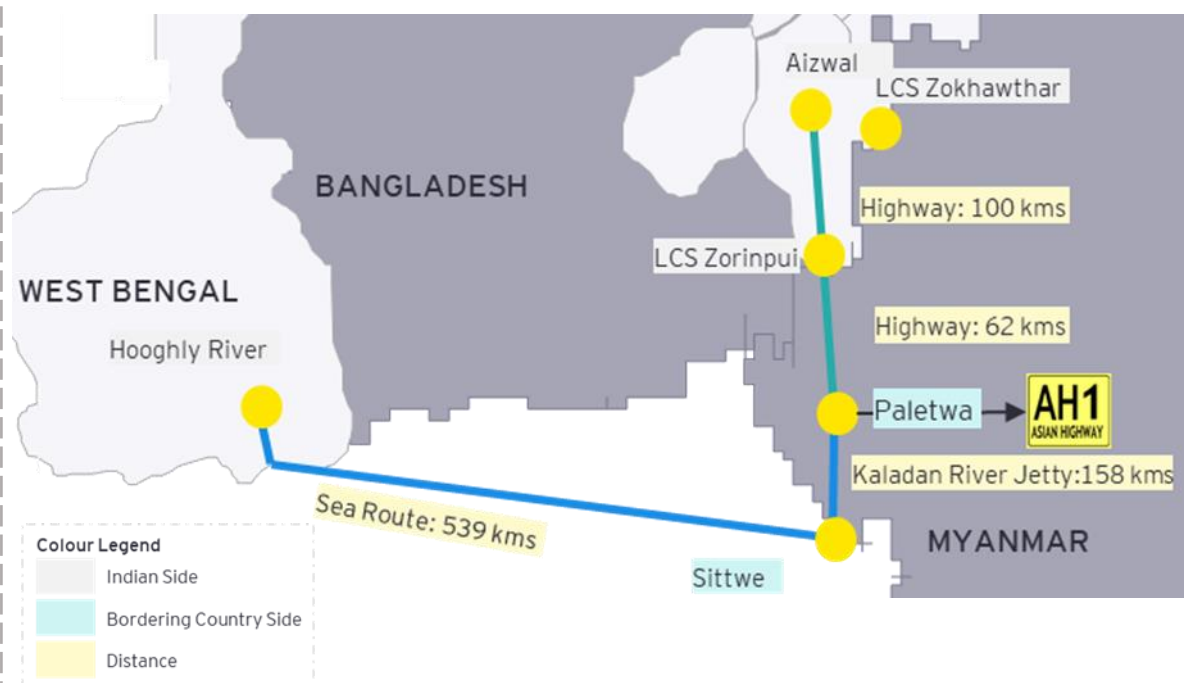 Aizwal
LCS Zokhawthar
BANGLADESH
Highway: 100 kms
LCS Zorinpui
WEST BENGAL
Highway: 62 kms
Hooghly River
Paletwa
AH1
ASIAN HIGHWAY
Kaladan River Jetty:158 kms
Sea Route: 539 kms
MYANMAR
Sittwe
Colour Legend
Indian Side
Bordering Country Side
Distance